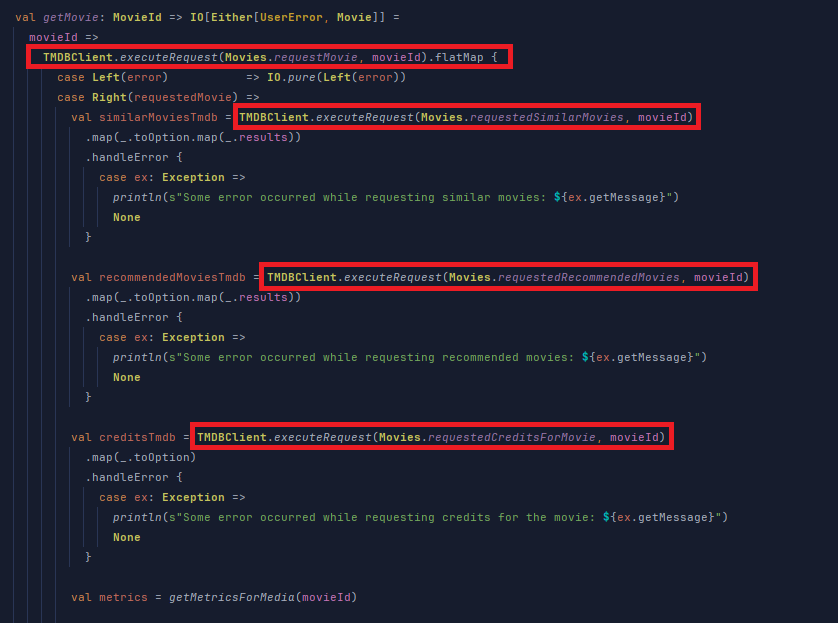 val getMovie: MovieId => IO[Either[UserError, Movie]] =
movieId =>
TMDBClient.executeRequest(Movies.requestMovie, movieId).flatMap {
case Left(error) => IO.pure(Left(error))
case Right(requestedMovie) =>
val similarMoviesTmdb = TMDBClient.executeRequest(Movies.requestedSimilarMovies, movieId)
.map(_.toOption.map(_.results))
.handleError {
case ex: Exception =>
println(s"Some error occurred while requesting similar movies: ${ex.getMessage}")
None
}
val recommendedMoviesTmdb = TMDBClient.executeRequest(Movies.requestedRecommendedMovies, movieId)
.map(_.toOption.map(_.results))
.handleError {
case ex: Exception =>
println(s"Some error occurred while requesting recommended movies: ${ex.getMessage}")
None
}
val creditsTmdb = TMDBClient.executeRequest(Movies.requestedCreditsForMovie, movieId)
.map(_.toOption)
.handleError {
case ex: Exception =>
println(s"Some error occurred while requesting credits for the movie: ${ex.getMessage}")
None
}
val metrics = getMetricsForMedia(movieId)